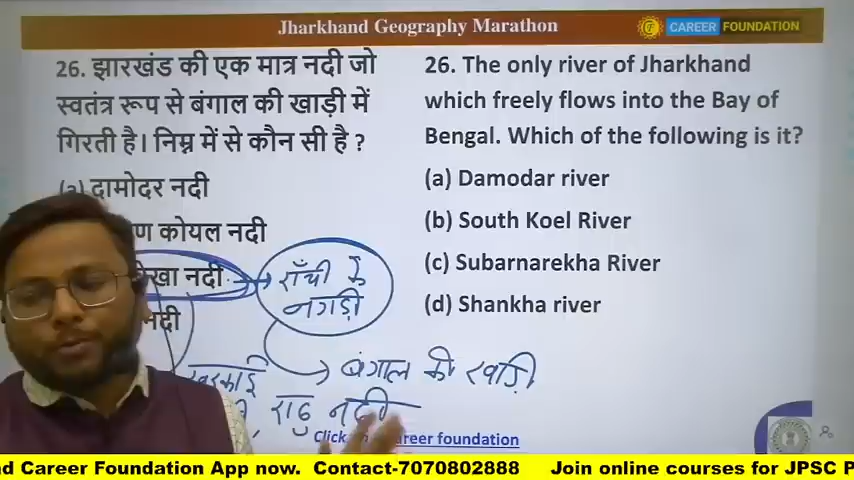 Jharkhand Geography Marathon
CAREER FOUNDATION
26. झारखंड की एक मात्र नदी जो
स्वतंत्र रूप से बंगाल की खाड़ी में
गिरती है। निम्न में से कौन सी है ?
(a) दामोदर नदी
ण कोयल नदी
रेखा नदी
नदी
26. The only river of Jharkhand
which freely flows into the Bay of
Bengal. Which of the following is it?
(a) Damodar river
(b) South Koel River
(c) Subarnarekha River
(d) Shankha river
राँची के
नगड़ी
बंगाल की खाड़ी
खरकाई
राढु नदी
Click areer foundation
d Career Foundation App now. Contact-7070802888 Join online courses for JPSC P